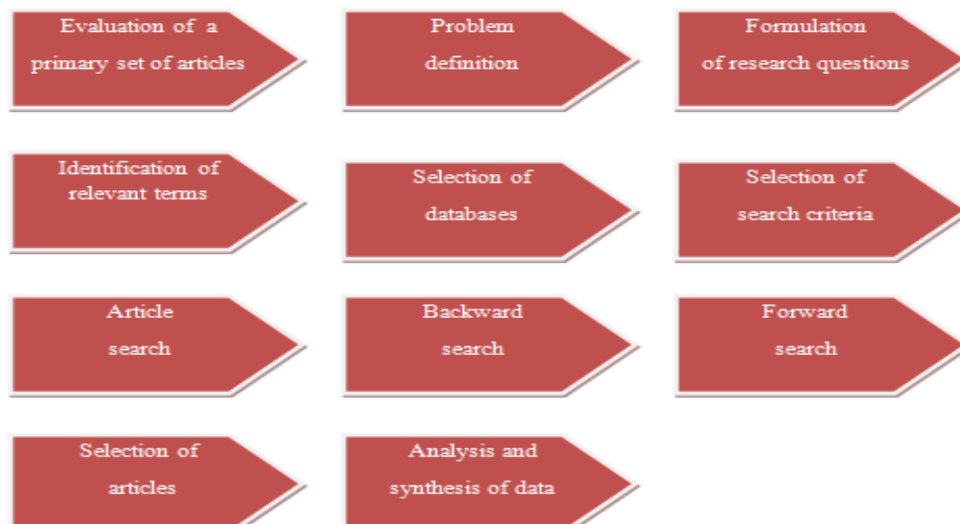 Evaluation of a
primary set of articles
Problem
definition
Formulation
of research questions
Identification of
relevant terms
Selection of
databases
Selection of
search criteria
Article
search
Backward
search
Forward
search
Selection of
articles
Analysis and
synthesis of data